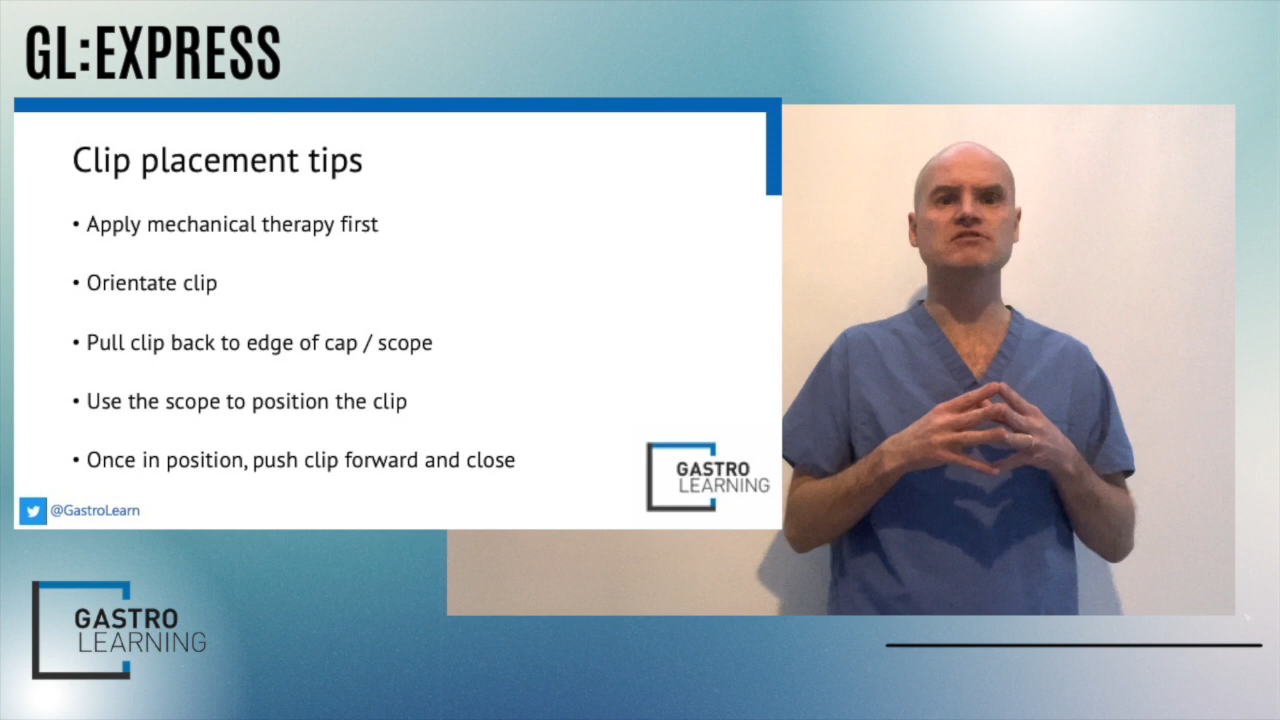 GL:EXPRESS
Clip placement tips
• Apply mechanical therapy first
• Orientate clip
• Pull clip back to edge of cap / scope
• Use the scope to position the clip
• Once in position, push clip forward and close
GASTRO
LEARNING
@GastroLearn
GASTRO
LEARNING